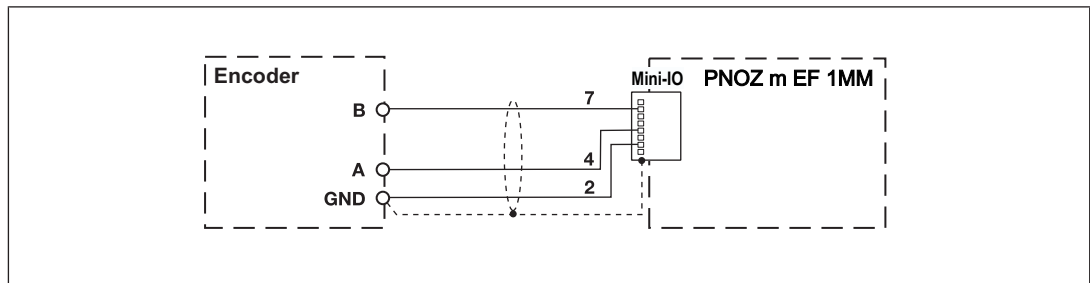 Encoder
Mini-IO
PNOZ m EF 1MM
B
7
A
4
GND
2